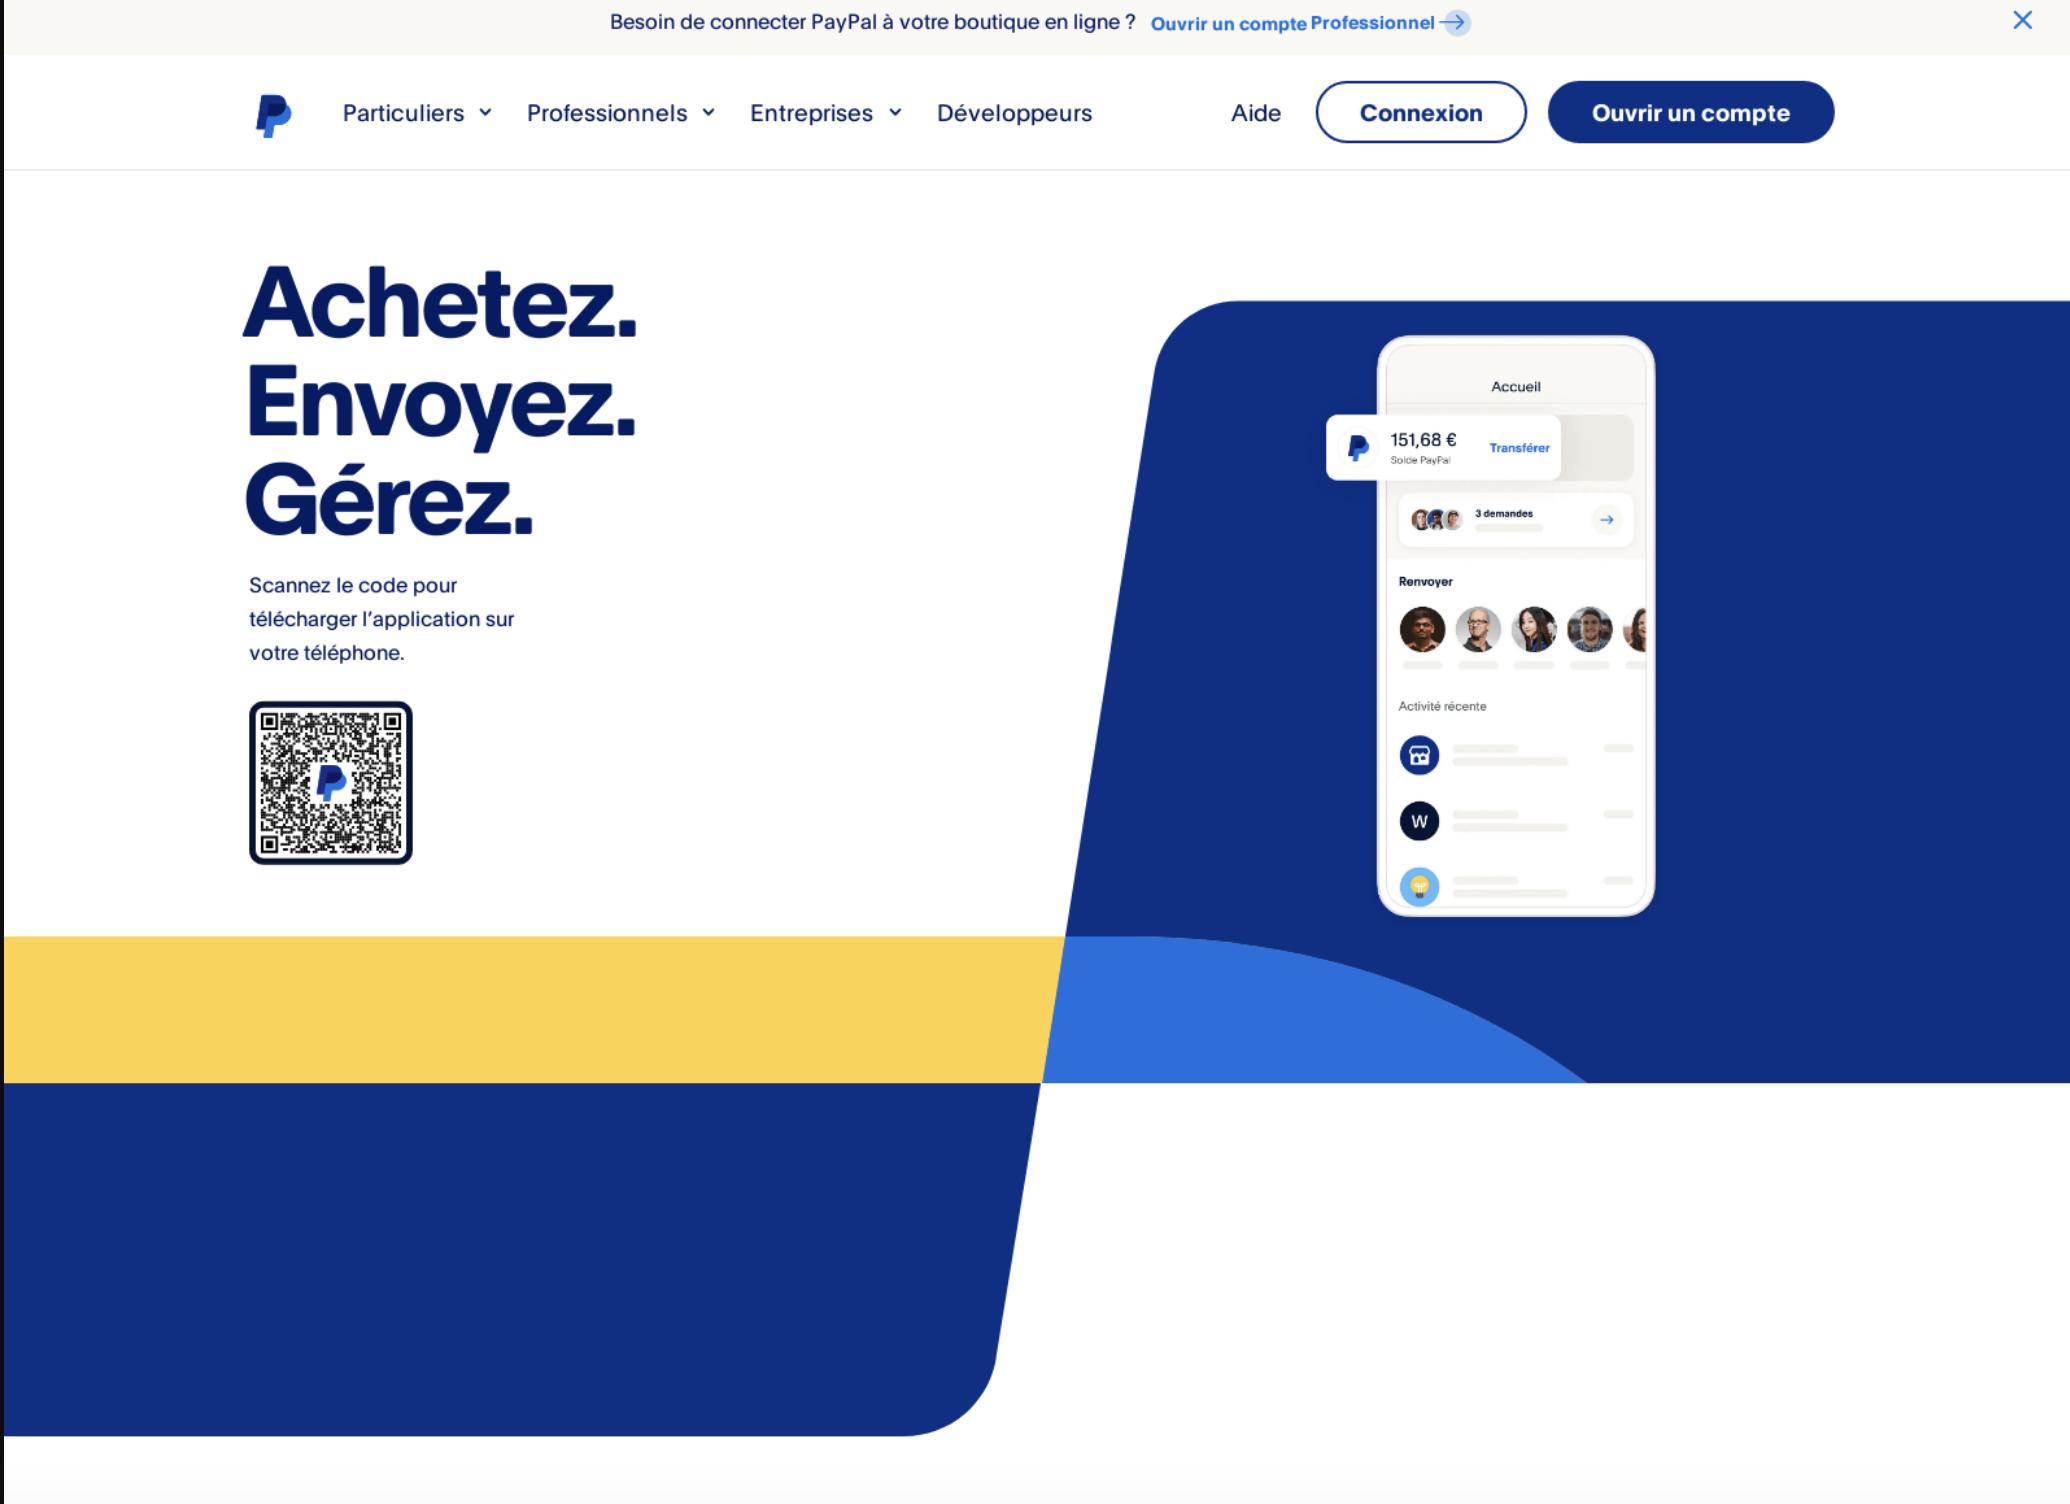 Besoin de connecter PayPal à votre boutique en ligne ? Ouvrir un compte Professionnel
Particuliers Professionnels Entreprises Développeurs Aide Connexion Ouvrir un compte
Achetez.
Envoyez.
Gérez.
Scannez le code pour
télécharger l’application sur
votre téléphone.
Accueil
151,68 €
Solde PayPal
Transférer
3 demandes
Renvoyer
Activité récente
W